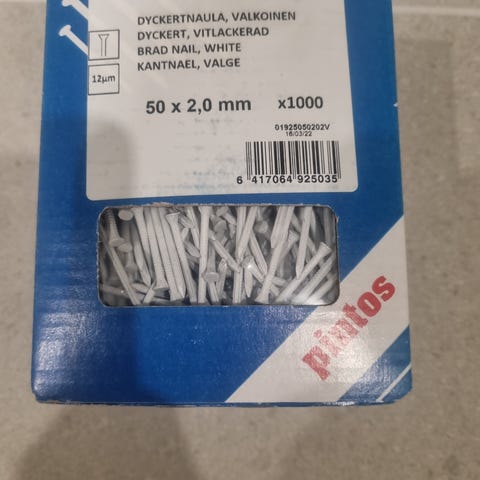 DYCKERTNAULA, VALKOINEN
DYCKERT, VITLACKERAD
BRAD NAIL, WHITE
KANTNAEL, VALGE
12µm
50 x 2,0 mm x1000
01925050202V
16/03/22
6 417064 925035
pintos